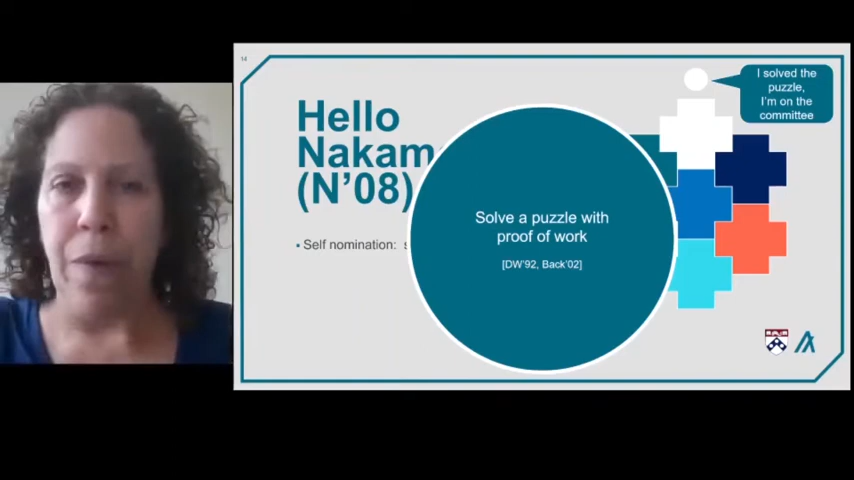 14
Hello
Nakam
(N'08)
▪ Self nomination:
Solve a puzzle with
proof of work
[DW'92, Back'02]
I solved the
puzzle,
I'm on the
committee